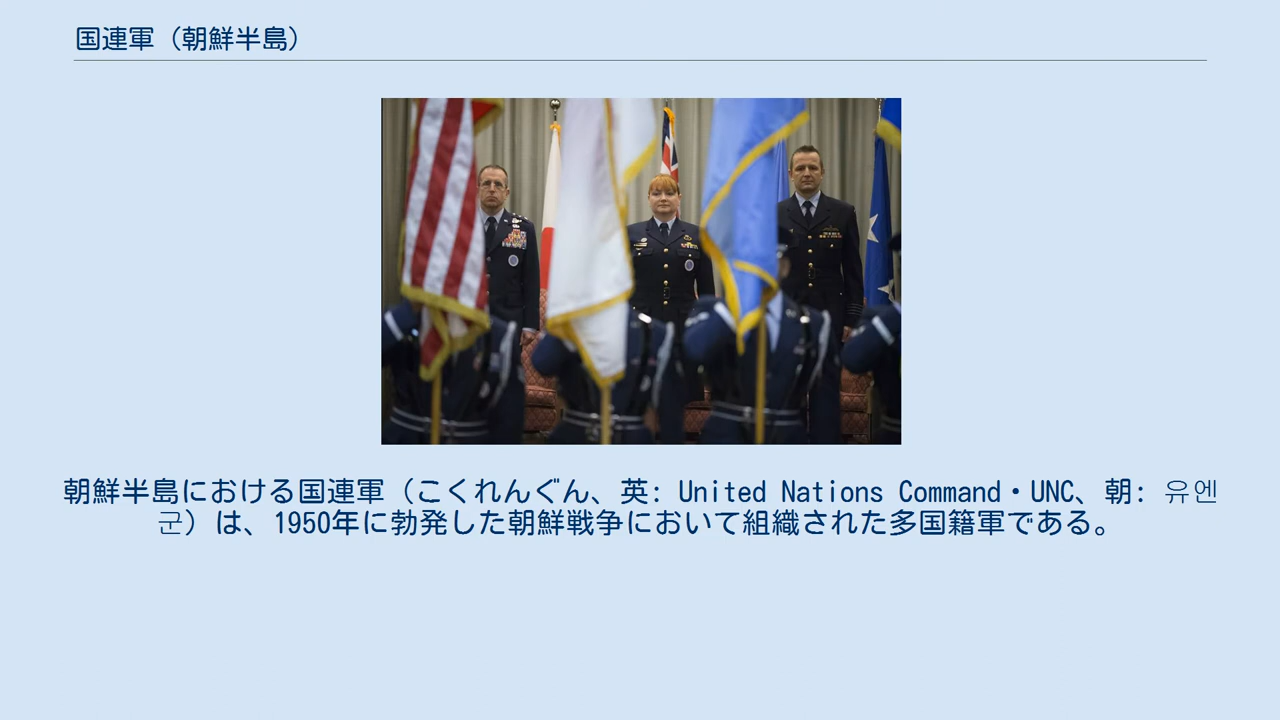 国連軍（朝鮮半島）
朝鮮半島における国連軍（こくれんぐん、英: United Nations Command・UNC、朝: 유엔
군）は、1950年に勃発した朝鮮戦争において組織された多国籍軍である。